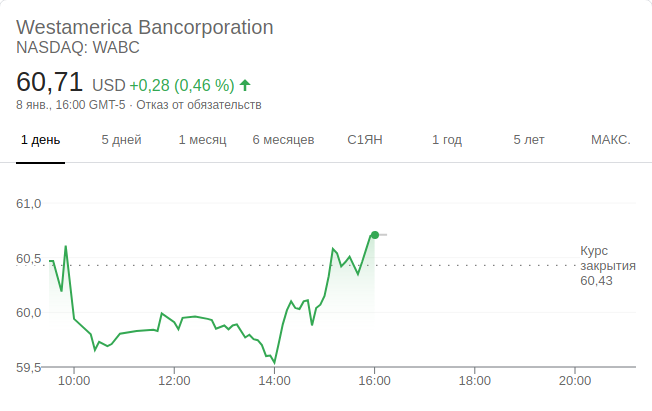 Westamerica Bancorporation
NASDAQ: WABC
60,71 USD +0,28 (0,46 %)
8 янв., 16:00 GMT-5 · Отказ от обязательств
1 день 5 дней 1 месяц 6 месяцев С1ЯН 1 год 5 лет МАКС.
61,0
60,5
Курс
закрытия
60,43
60,0
59,5
10:00 12:00 14:00 16:00 18:00 20:00